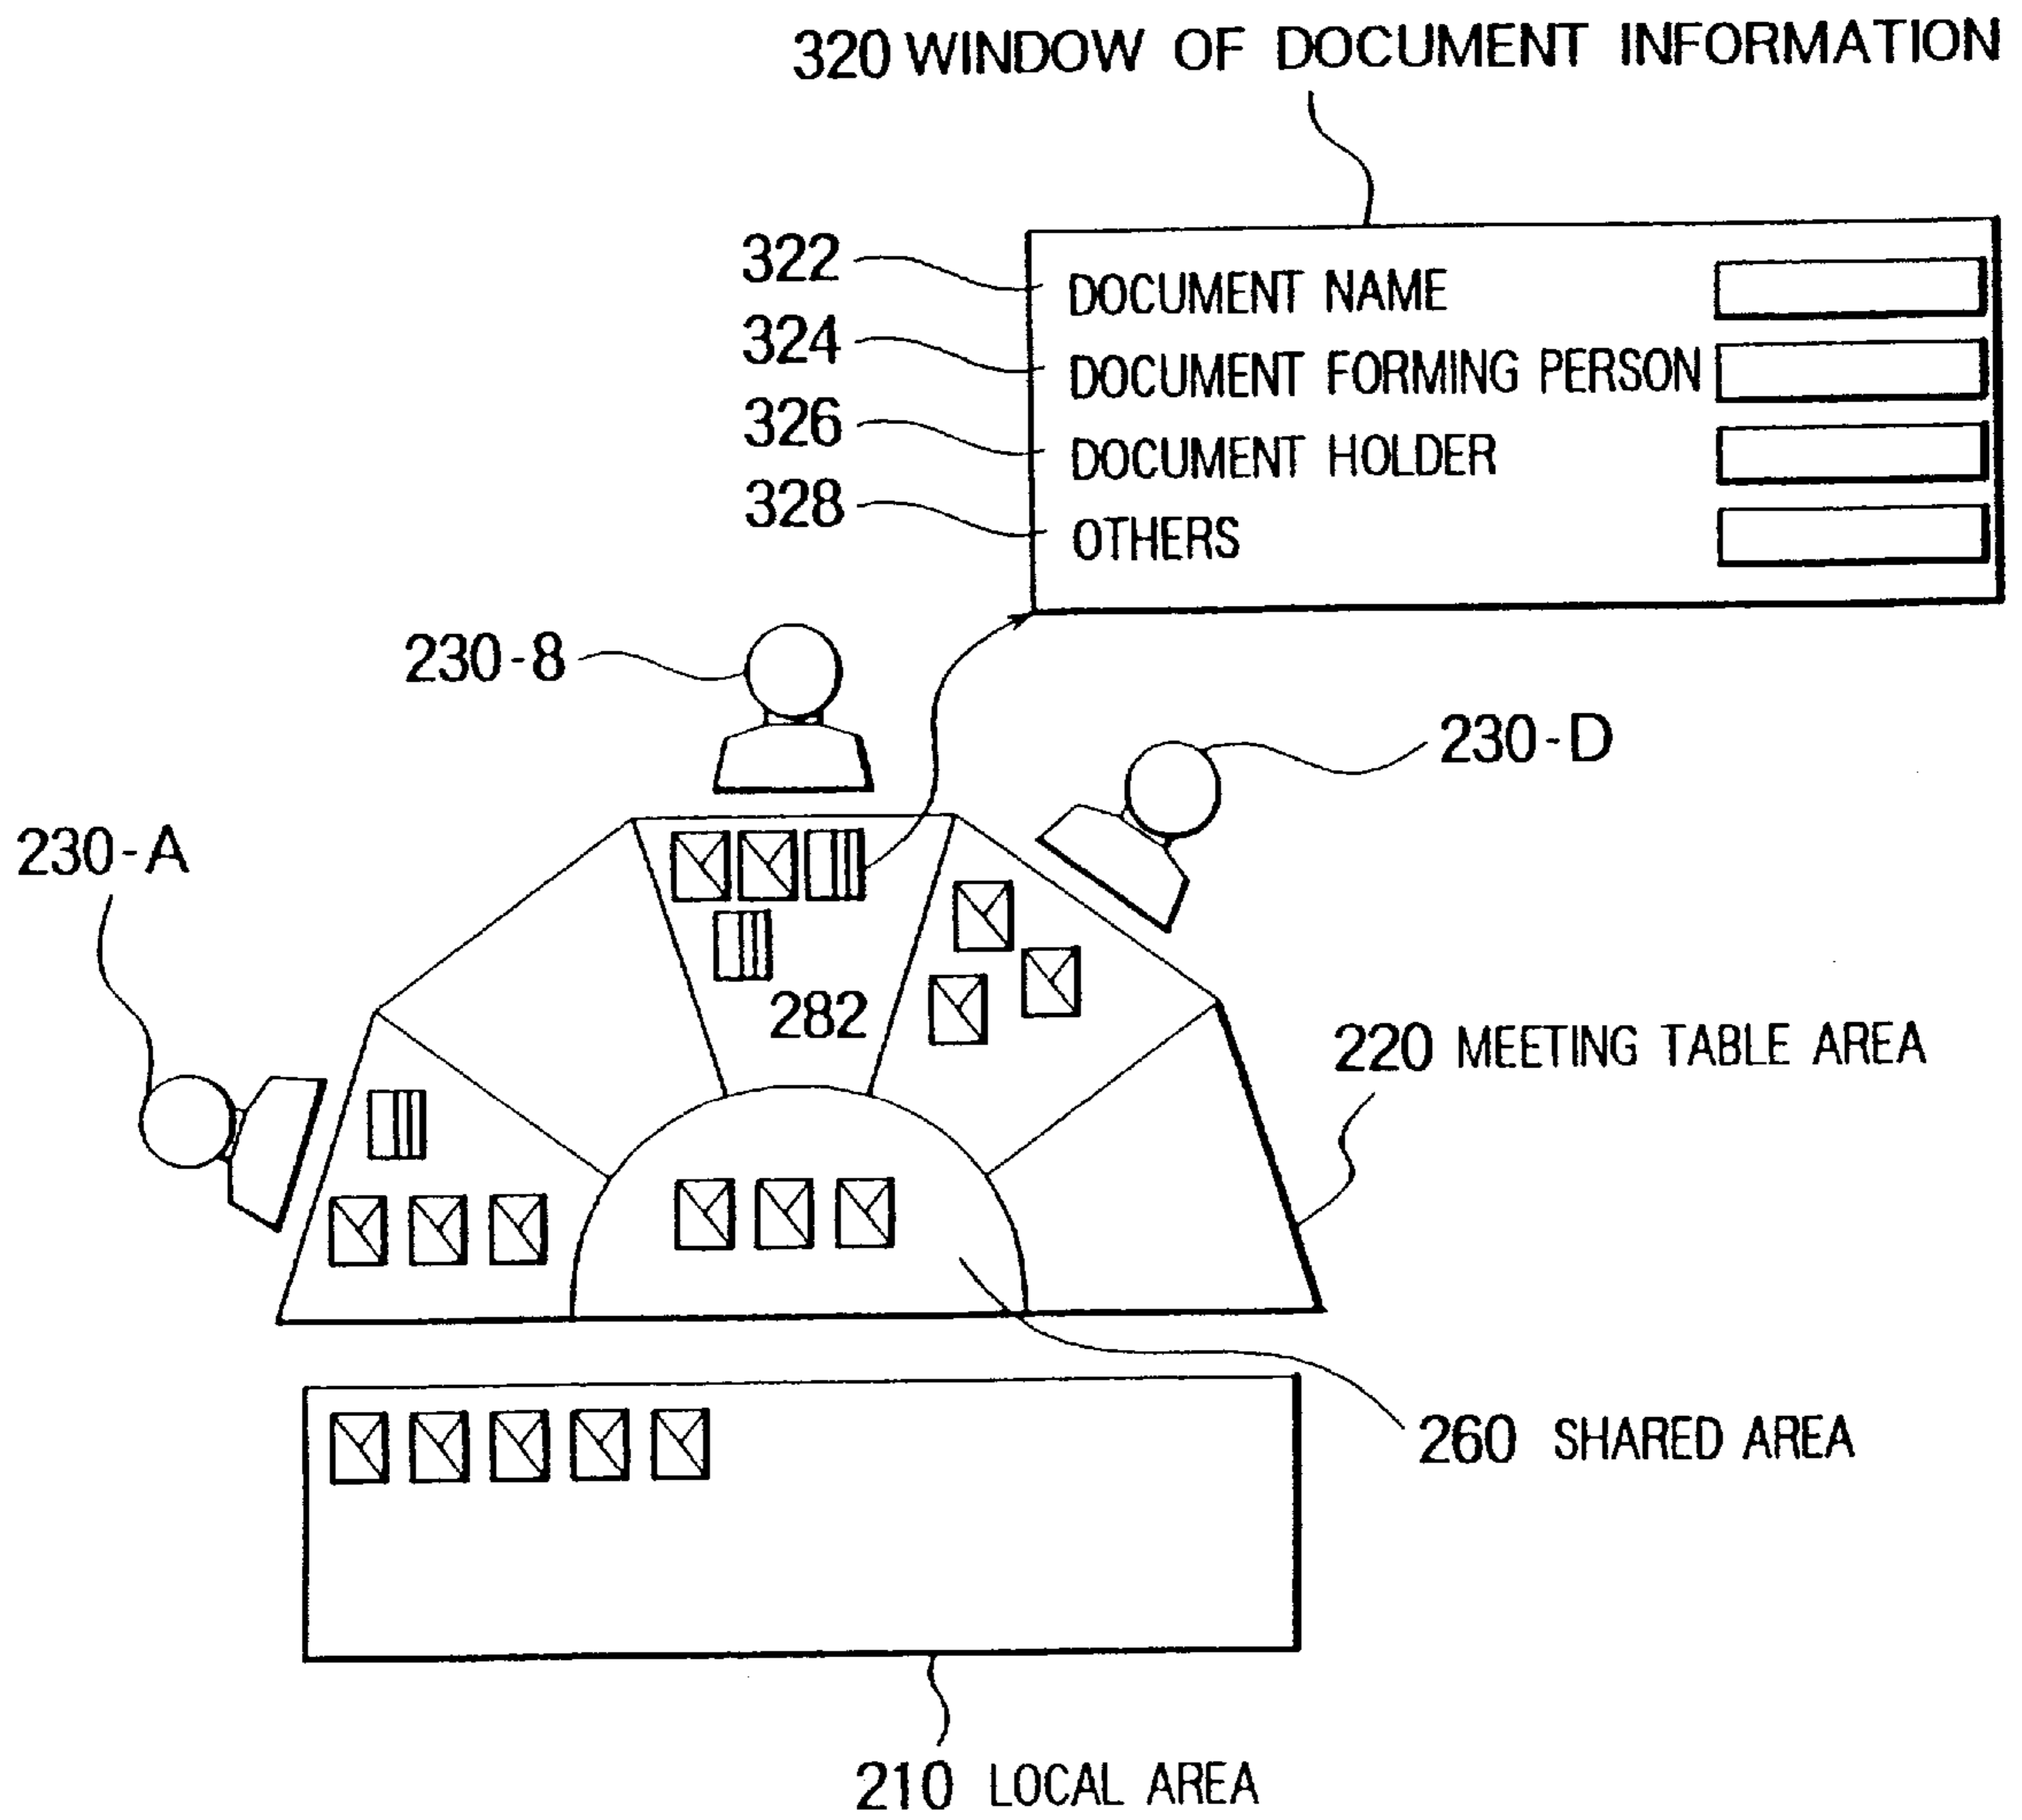 320 WINDOW OF DOCUMENT INFORMATION
322 DOCUMENT NAME
324 DOCUMENT FORMING PERSON
326 DOCUMENT HOLDER
328 OTHERS
230-8
230-D
230-A
282
220 MEETING TABLE AREA
260 SHARED AREA
210 LOCAL AREA